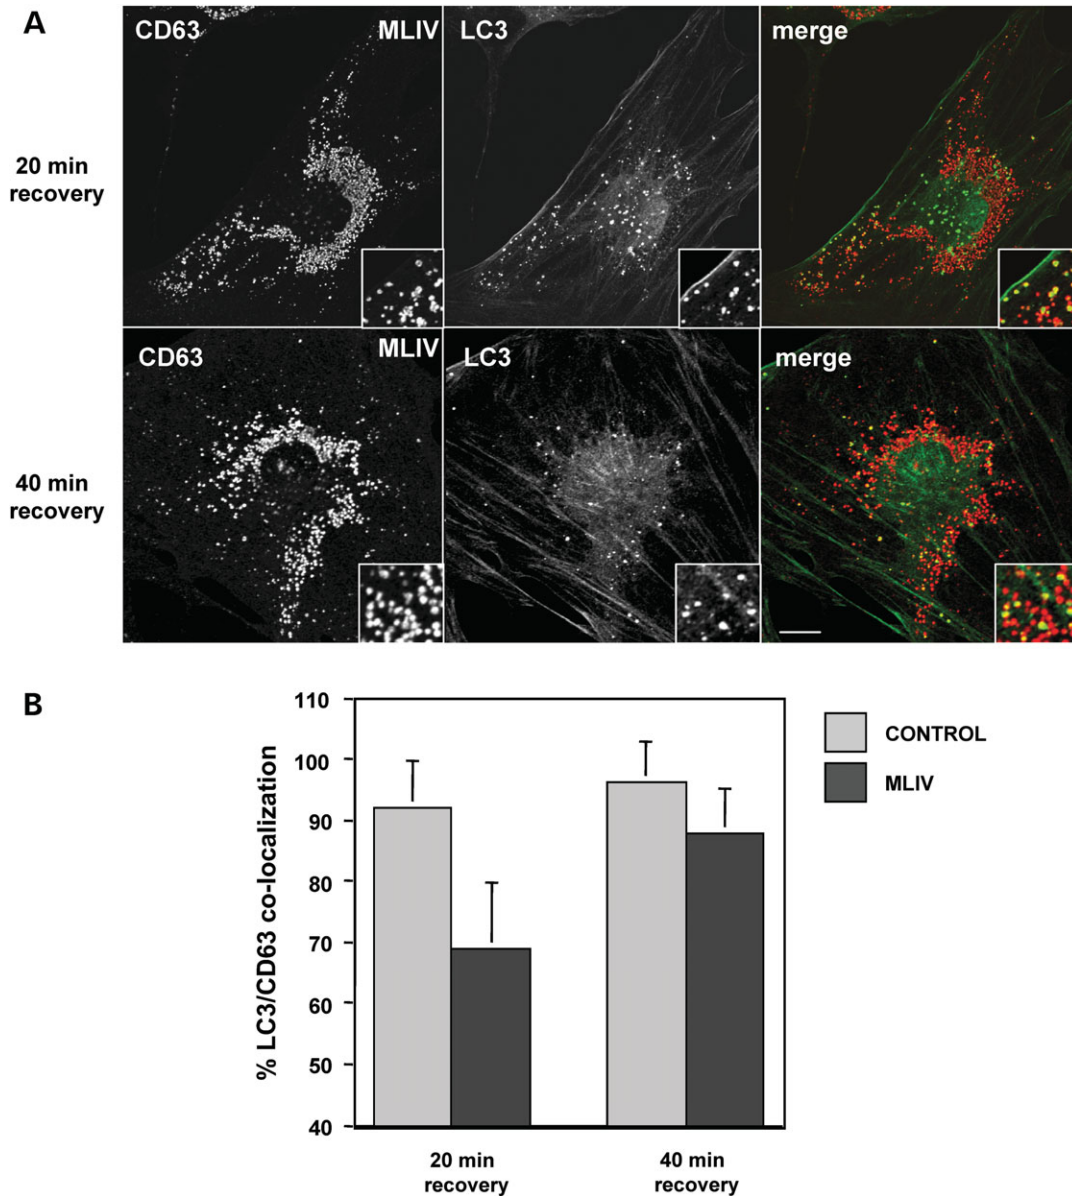 A
CD63 MLIV LC3 merge
20 min
recovery
CD63 MLIV LC3 merge
40 min
recovery
B
110
100
90
80
70
60
50
40
% LC3/CD63 co-localization
CONTROL
MLIV
20 min
recovery
40 min
recovery